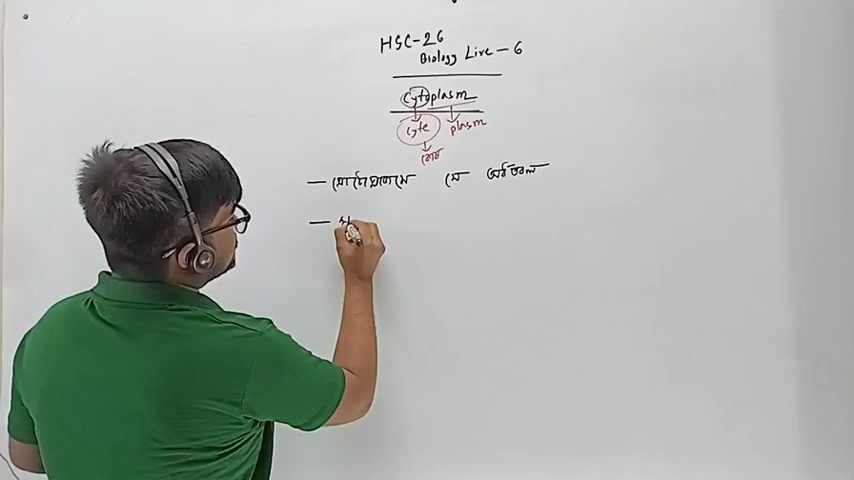 HSC-26
Biology Live - 6
Cytoplasm
cyte plasm
কোষ
— প্রোটোপ্লাজমে যে অর্ধতরল
—